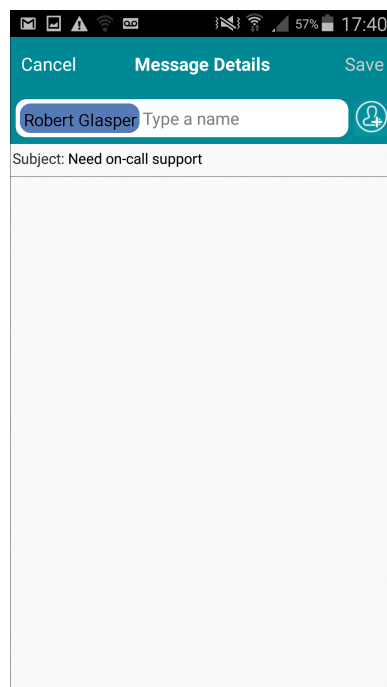 57% 17:40
Cancel Message Details Save
Robert Glasper Type a name
Subject: Need on-call support